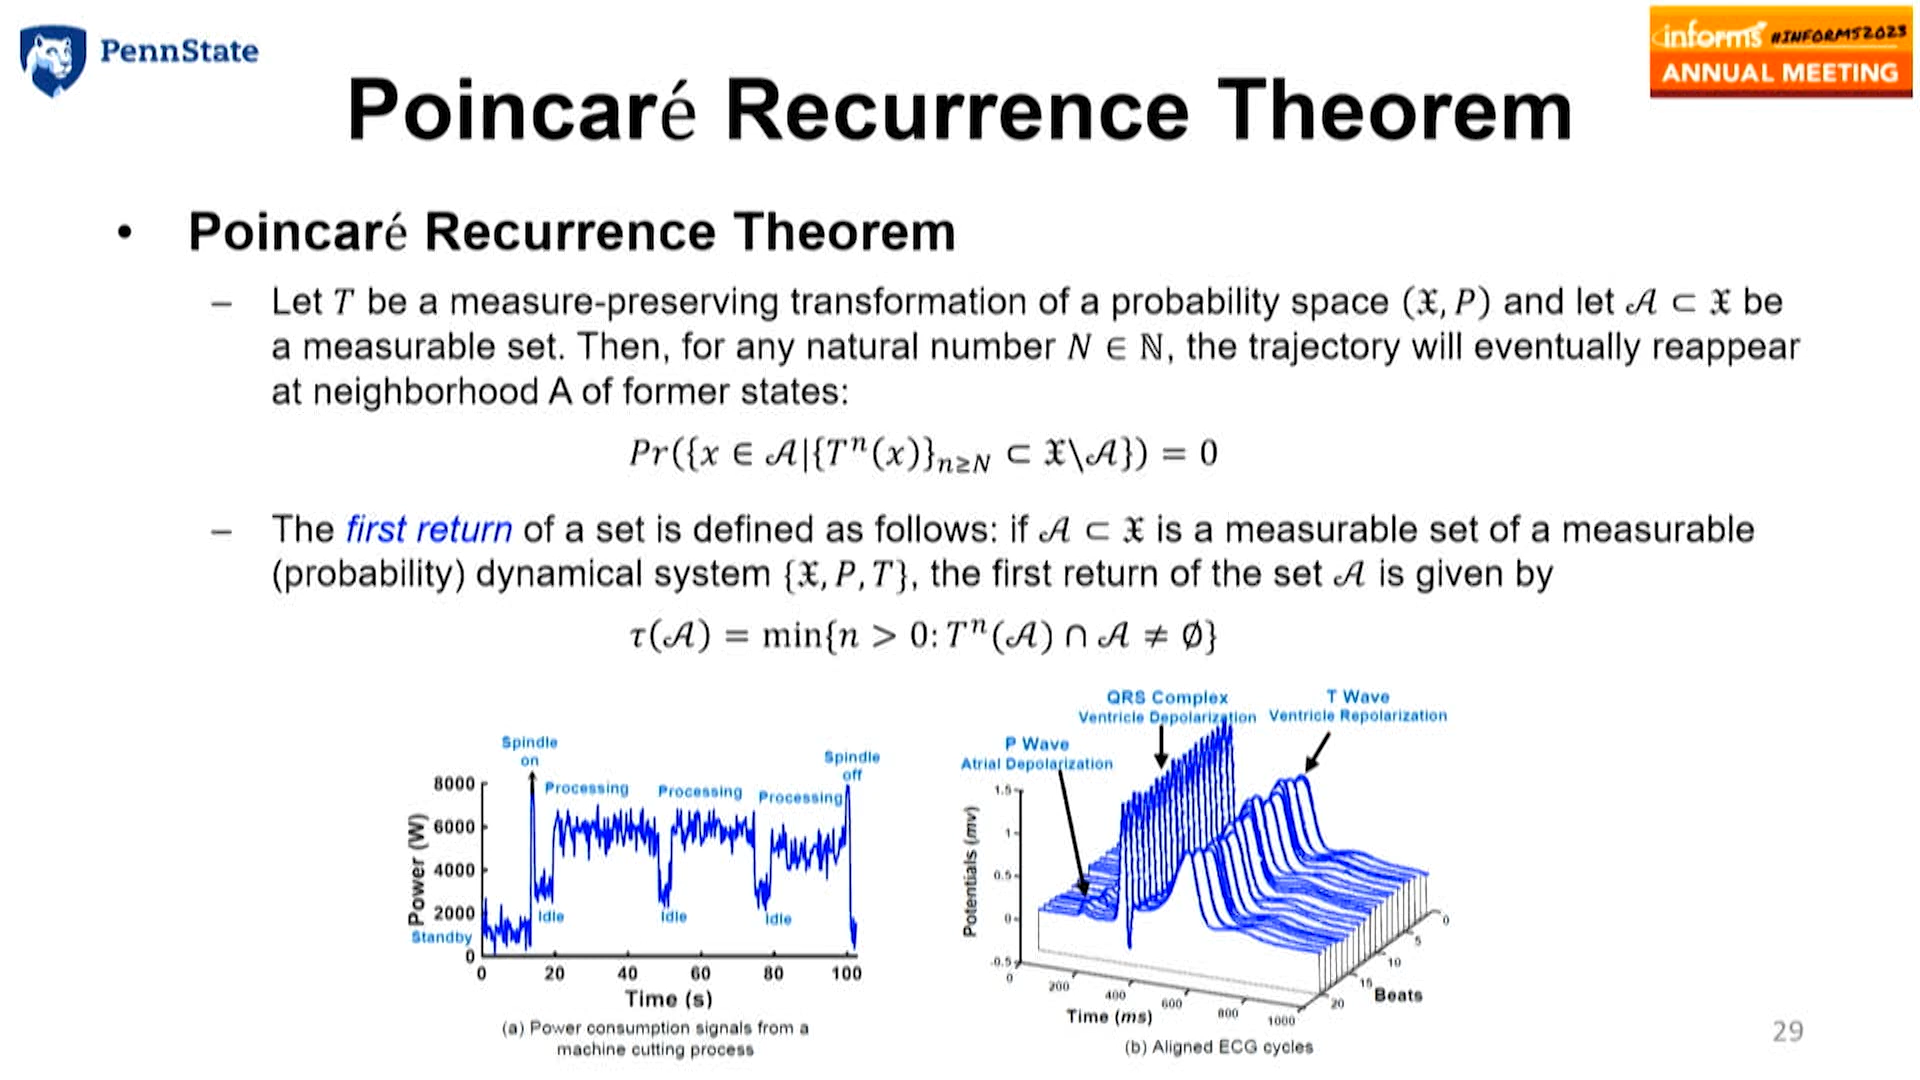 PennState
informs #INFORMS2023
ANNUAL MEETING
Poincaré Recurrence Theorem
• Poincaré Recurrence Theorem
– Let T be a measure-preserving transformation of a probability space (𝔛, P) and let 𝒜 ⊂ 𝔛 be
a measurable set. Then, for any natural number N ∈ ℕ, the trajectory will eventually reappear
at neighborhood A of former states:
Pr({x ∈ 𝒜|{Tⁿ(x)}ₙ≥N ⊂ 𝔛\𝒜}) = 0
– The first return of a set is defined as follows: if 𝒜 ⊂ 𝔛 is a measurable set of a measurable
(probability) dynamical system {𝔛, P, T}, the first return of the set 𝒜 is given by
τ(𝒜) = min{n > 0: Tⁿ(𝒜) ∩ 𝒜 ≠ ∅}
Spindle
on
Spindle
off
Processing
Processing
Processing
Idle
Idle
Idle
Standby
Power (W)
8000
6000
4000
2000
0
0 20 40 60 80 100
Time (s)
(a) Power consumption signals from a
machine cutting process
QRS Complex
Ventricle Depolarization
T Wave
Ventricle Repolarization
P Wave
Atrial Depolarization
Potentials (mv)
1.5
1
0.5
0
-0.5
0 200 400 600 800 1000
Time (ms)
0 5 10 15 20
Beats
(b) Aligned ECG cycles
29